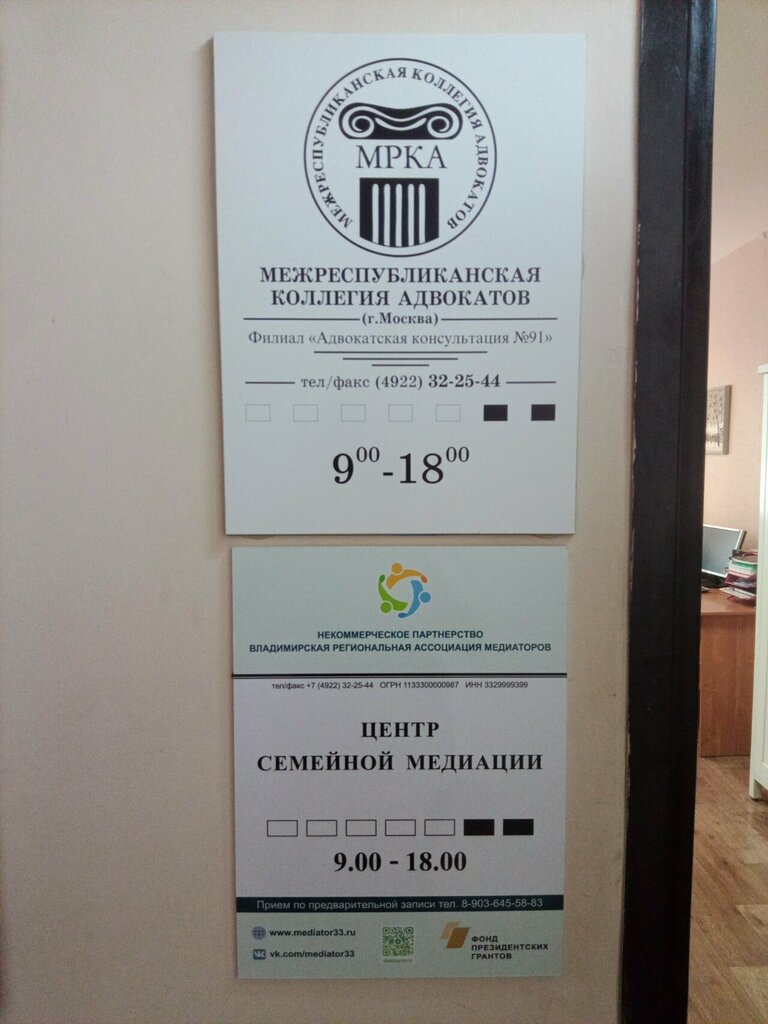 МЕЖРЕСПУБЛИКАНСКАЯ КОЛЛЕГИЯ АДВОКАТОВ
МРКА
МЕЖРЕСПУБЛИКАНСКАЯ
КОЛЛЕГИЯ АДВОКАТОВ
(г.Москва)
Филиал «Адвокатская консультация №91»
тел/факс (4922) 32-25-44
9⁰⁰-18⁰⁰
НЕКОММЕРЧЕСКОЕ ПАРТНЕРСТВО
ВЛАДИМИРСКАЯ РЕГИОНАЛЬНАЯ АССОЦИАЦИЯ МЕДИАТОРОВ
тел/факс +7 (4922) 32-25-44 ОГРН 1133300000987 ИНН 3329999399
ЦЕНТР
СЕМЕЙНОЙ МЕДИАЦИИ
9.00 - 18.00
Прием по предварительной записи тел. 8-903-645-58-83
www.mediator33.ru
vk.com/mediator33
ФОНД
ПРЕЗИДЕНТСКИХ
ГРАНТОВ